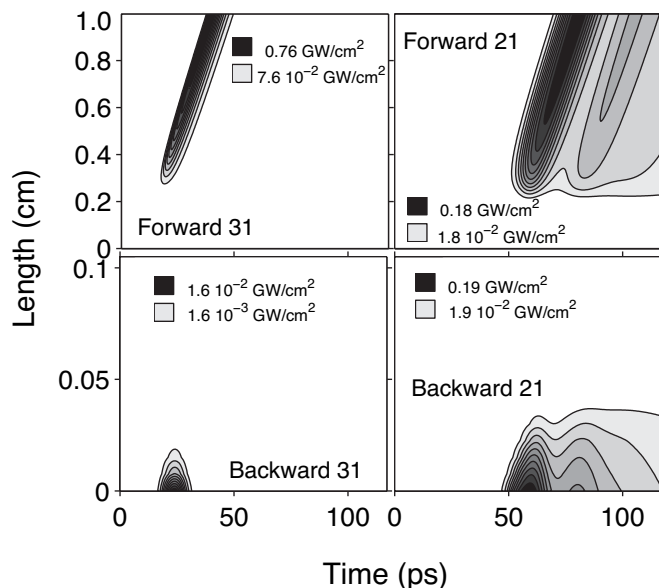 1.0
0.8
0.6
0.4
0.2
0
0.76 GW/cm²
7.6 10⁻² GW/cm²
Forward 31
Forward 21
0.18 GW/cm²
1.8 10⁻² GW/cm²
Length (cm)
0.1
0.05
0
1.6 10⁻² GW/cm²
1.6 10⁻³ GW/cm²
Backward 31
0.19 GW/cm²
1.9 10⁻² GW/cm²
Backward 21
0 50 100 0 50 100
Time (ps)